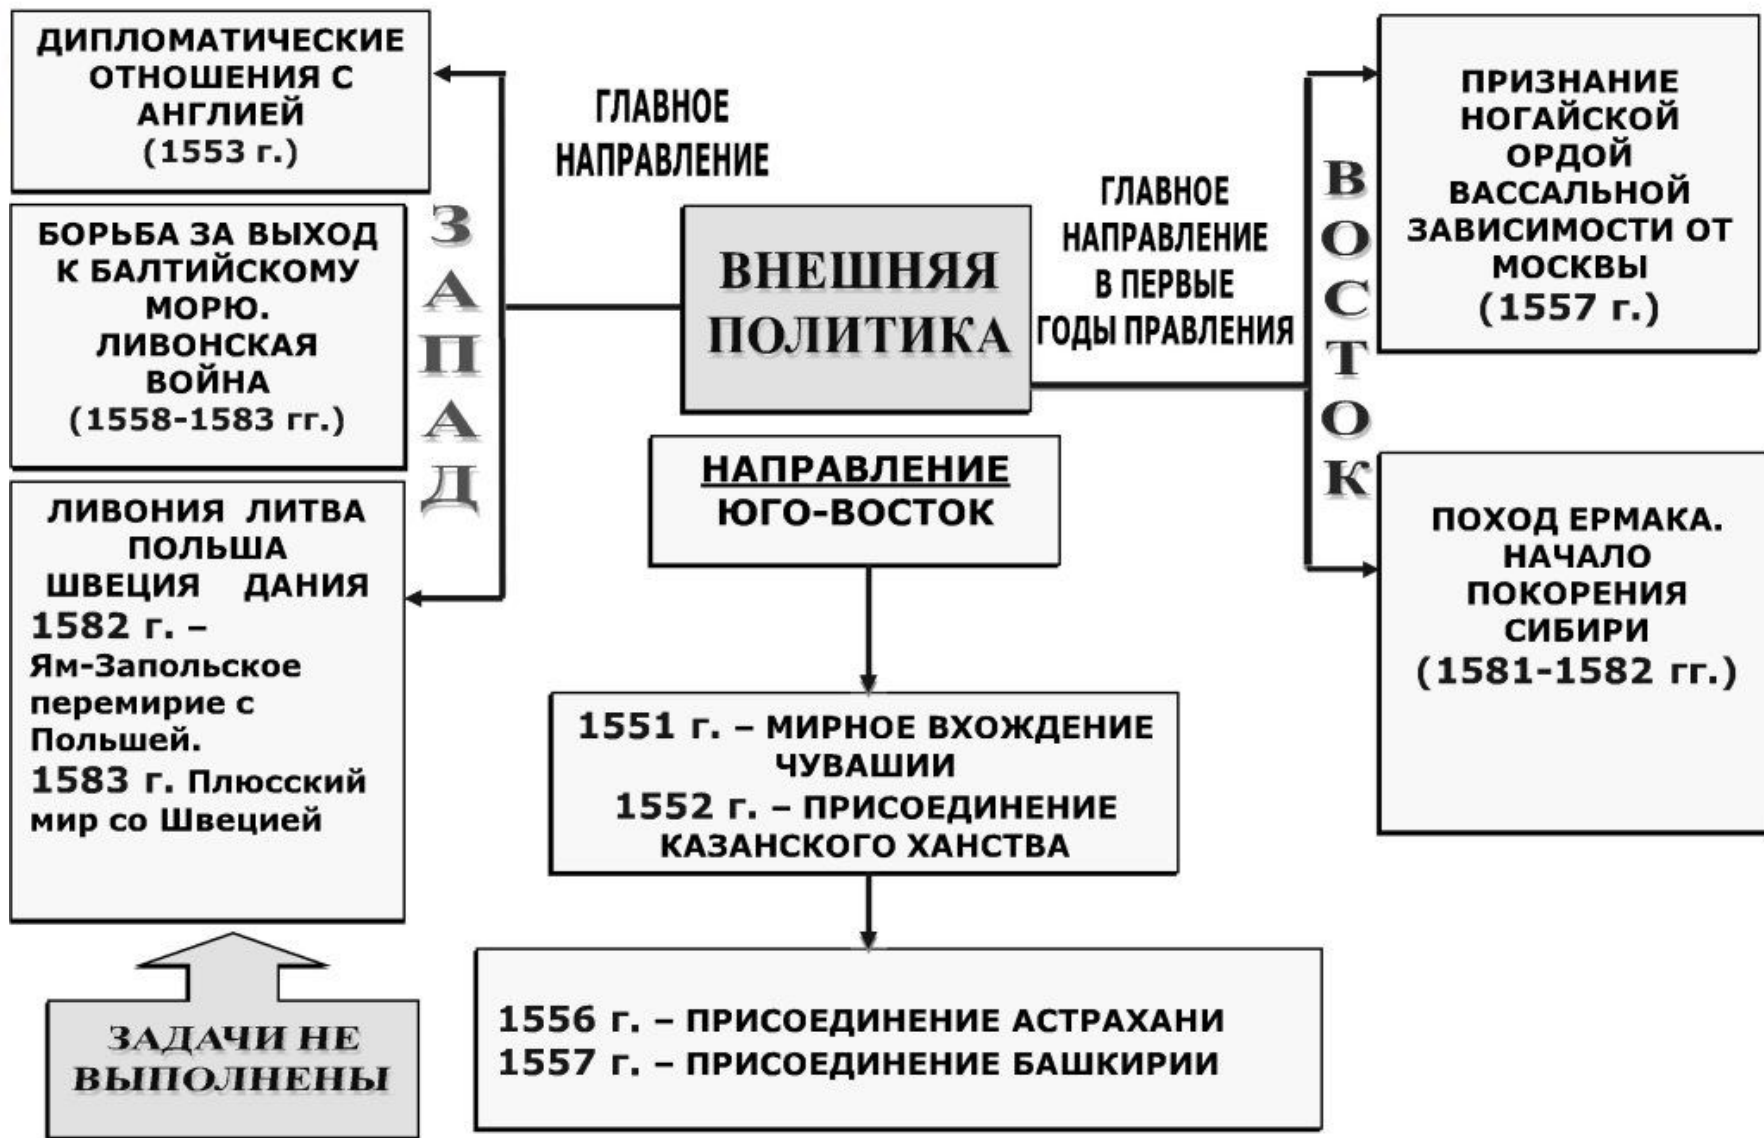 ДИПЛОМАТИЧЕСКИЕ
ОТНОШЕНИЯ С
АНГЛИЕЙ
(1553 г.)
БОРЬБА ЗА ВЫХОД
К БАЛТИЙСКОМУ
МОРЮ.
ЛИВОНСКАЯ
ВОЙНА
(1558-1583 гг.)
ЛИВОНИЯ ЛИТВА
ПОЛЬША
ШВЕЦИЯ ДАНИЯ
1582 г. –
Ям-Запольское
перемирие с
Польшей.
1583 г. Плюсский
мир со Швецией
ЗАДАЧИ НЕ
ВЫПОЛНЕНЫ
ЗАПАД
ГЛАВНОЕ
НАПРАВЛЕНИЕ
ВНЕШНЯЯ
ПОЛИТИКА
НАПРАВЛЕНИЕ
ЮГО-ВОСТОК
1551 г. – МИРНОЕ ВХОЖДЕНИЕ
ЧУВАШИИ
1552 г. – ПРИСОЕДИНЕНИЕ
КАЗАНСКОГО ХАНСТВА
1556 г. – ПРИСОЕДИНЕНИЕ АСТРАХАНИ
1557 г. – ПРИСОЕДИНЕНИЕ БАШКИРИИ
ГЛАВНОЕ
НАПРАВЛЕНИЕ
В ПЕРВЫЕ
ГОДЫ ПРАВЛЕНИЯ
ВОСТОК
ПРИЗНАНИЕ
НОГАЙСКОЙ
ОРДОЙ
ВАССАЛЬНОЙ
ЗАВИСИМОСТИ ОТ
МОСКВЫ
(1557 г.)
ПОХОД ЕРМАКА.
НАЧАЛО
ПОКОРЕНИЯ
СИБИРИ
(1581-1582 гг.)